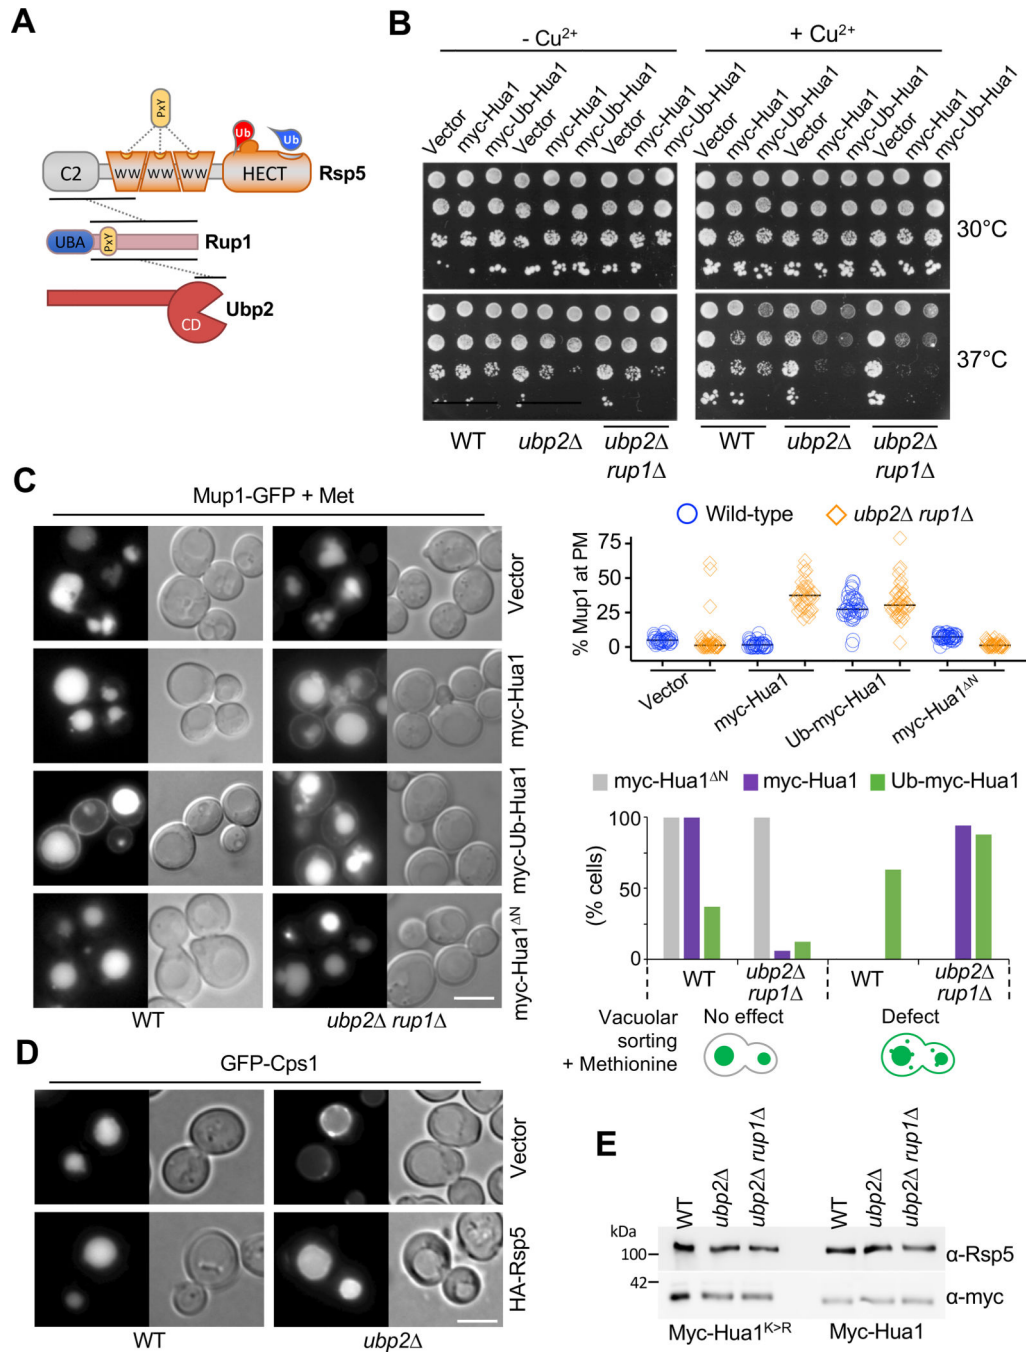 A
PxY
Ub
Ub
C2
WW
WW
WW
HECT
Rsp5
UBA
PxY
Rup1
CD
Ubp2
B
- Cu²⁺
+ Cu²⁺
Vector
myc-Hua1
myc-Ub-Hua1
Vector
myc-Hua1
myc-Ub-Hua1
Vector
myc-Hua1
myc-Ub-Hua1
Vector
myc-Hua1
myc-Ub-Hua1
Vector
myc-Hua1
myc-Ub-Hua1
Vector
myc-Hua1
myc-Ub-Hua1
30°C
37°C
WT
ubp2Δ
ubp2Δ
rup1Δ
WT
ubp2Δ
ubp2Δ
rup1Δ
C
Mup1-GFP + Met
Vector
myc-Hua1
myc-Ub-Hua1
myc-Hua1ΔN
WT
ubp2Δ rup1Δ
Wild-type
ubp2Δ rup1Δ
% Mup1 at PM
75
50
25
0
Vector
myc-Hua1
Ub-myc-Hua1
myc-Hua1ΔN
myc-Hua1ΔN
myc-Hua1
Ub-myc-Hua1
(% cells)
100
50
0
WT
ubp2Δ
rup1Δ
WT
ubp2Δ
rup1Δ
Vacuolar
sorting
+ Methionine
No effect
Defect
D
GFP-Cps1
Vector
HA-Rsp5
WT
ubp2Δ
E
WT
ubp2Δ
ubp2Δ rup1Δ
WT
ubp2Δ
ubp2Δ rup1Δ
kDa
100
42
α-Rsp5
α-myc
Myc-Hua1K>R
Myc-Hua1